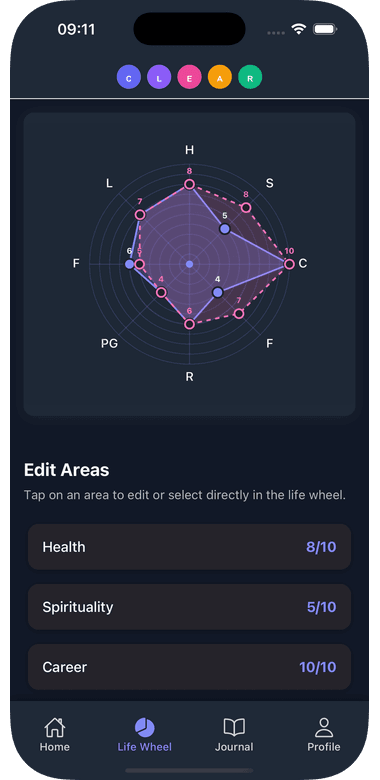 09:11
C L E A R
H
8
L S
7 8
5
F 6 5 10 C
4 4
7
6
PG F
R
Edit Areas
Tap on an area to edit or select directly in the life wheel.
Health 8/10
Spirituality 5/10
Career 10/10
Home Life Wheel Journal Profile